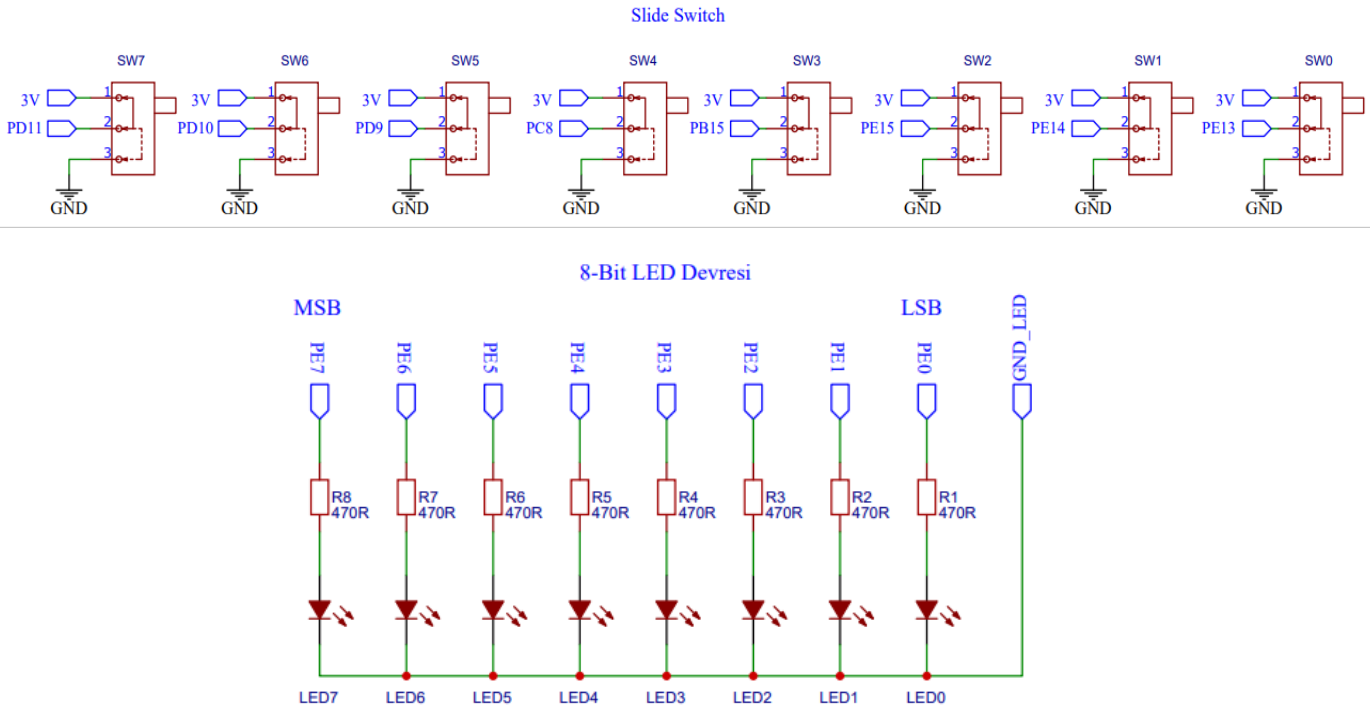 Slide Switch
SW7 SW6 SW5 SW4 SW3 SW2 SW1 SW0
3V 1 3V 1 3V 1 3V 1 3V 1 3V 1 3V 1 3V 1
PD11 2 PD10 2 PD9 2 PC8 2 PB15 2 PE15 2 PE14 2 PE13 2
3 3 3 3 3 3 3 3
GND GND GND GND GND GND GND GND
8-Bit LED Devresi
MSB LSB
PE7 PE6 PE5 PE4 PE3 PE2 PE1 PE0 GND_LED
R8 R7 R6 R5 R4 R3 R2 R1
470R 470R 470R 470R 470R 470R 470R 470R
LED7 LED6 LED5 LED4 LED3 LED2 LED1 LED0